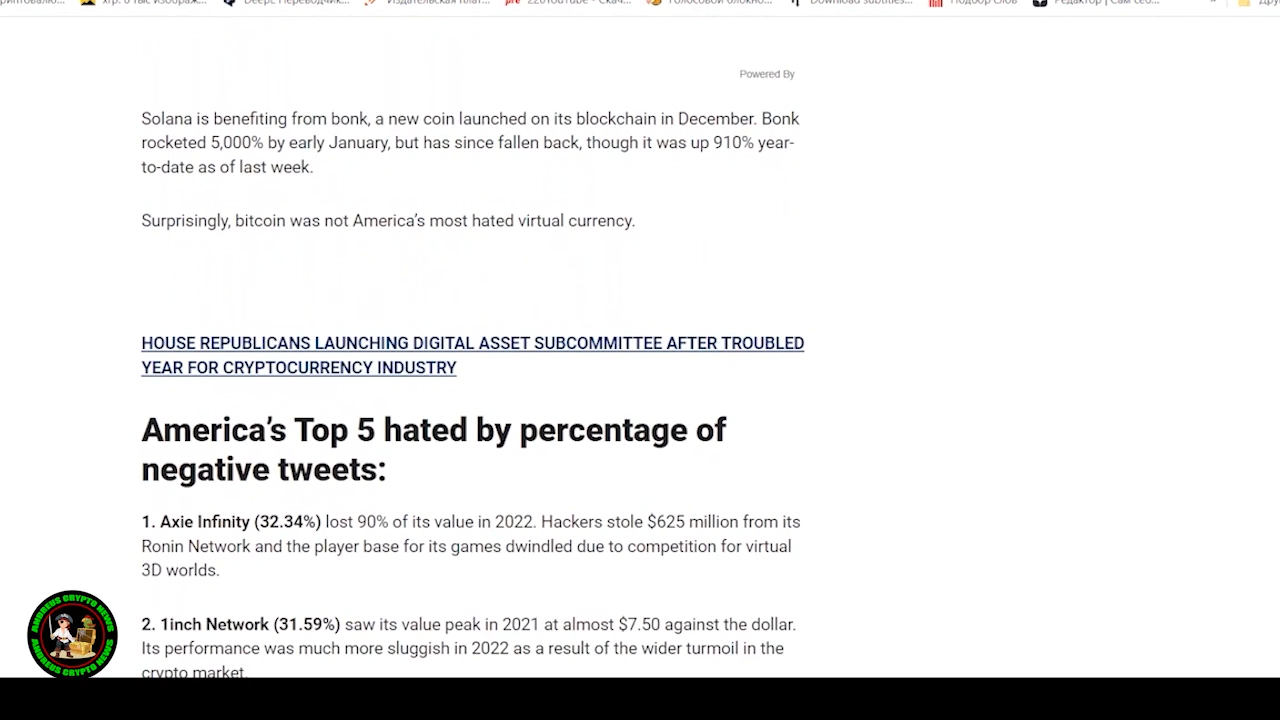 Powered By
Solana is benefiting from bonk, a new coin launched on its blockchain in December. Bonk
rocketed 5,000% by early January, but has since fallen back, though it was up 910% year-
to-date as of last week.
Surprisingly, bitcoin was not America’s most hated virtual currency.
HOUSE REPUBLICANS LAUNCHING DIGITAL ASSET SUBCOMMITTEE AFTER TROUBLED
YEAR FOR CRYPTOCURRENCY INDUSTRY
America’s Top 5 hated by percentage of
negative tweets:
1. Axie Infinity (32.34%) lost 90% of its value in 2022. Hackers stole $625 million from its
Ronin Network and the player base for its games dwindled due to competition for virtual
3D worlds.
2. 1inch Network (31.59%) saw its value peak in 2021 at almost $7.50 against the dollar.
Its performance was much more sluggish in 2022 as a result of the wider turmoil in the
crypto market.
ANDREUS CRYPTO NEWS
ANDREUS CRYPTO NEWS